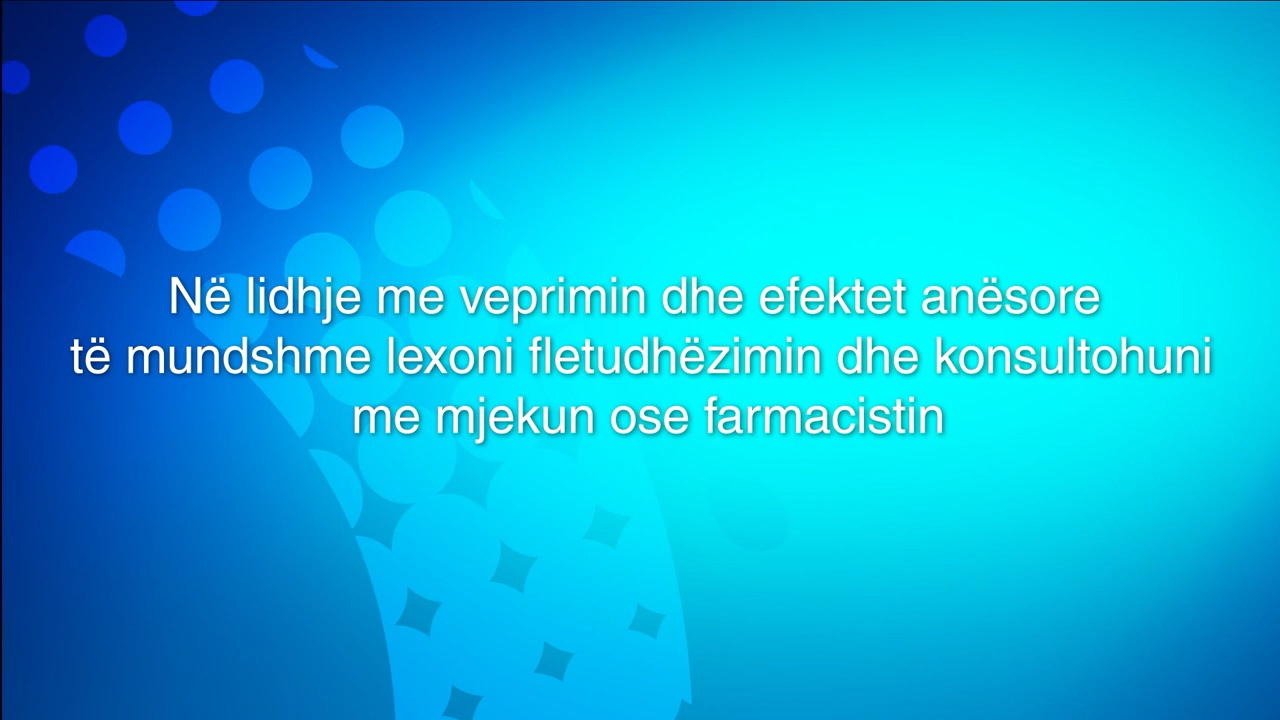 Në lidhje me veprimin dhe efektet anësore
të mundshme lexoni fletudhëzimin dhe konsultohuni
me mjekun ose farmacistin